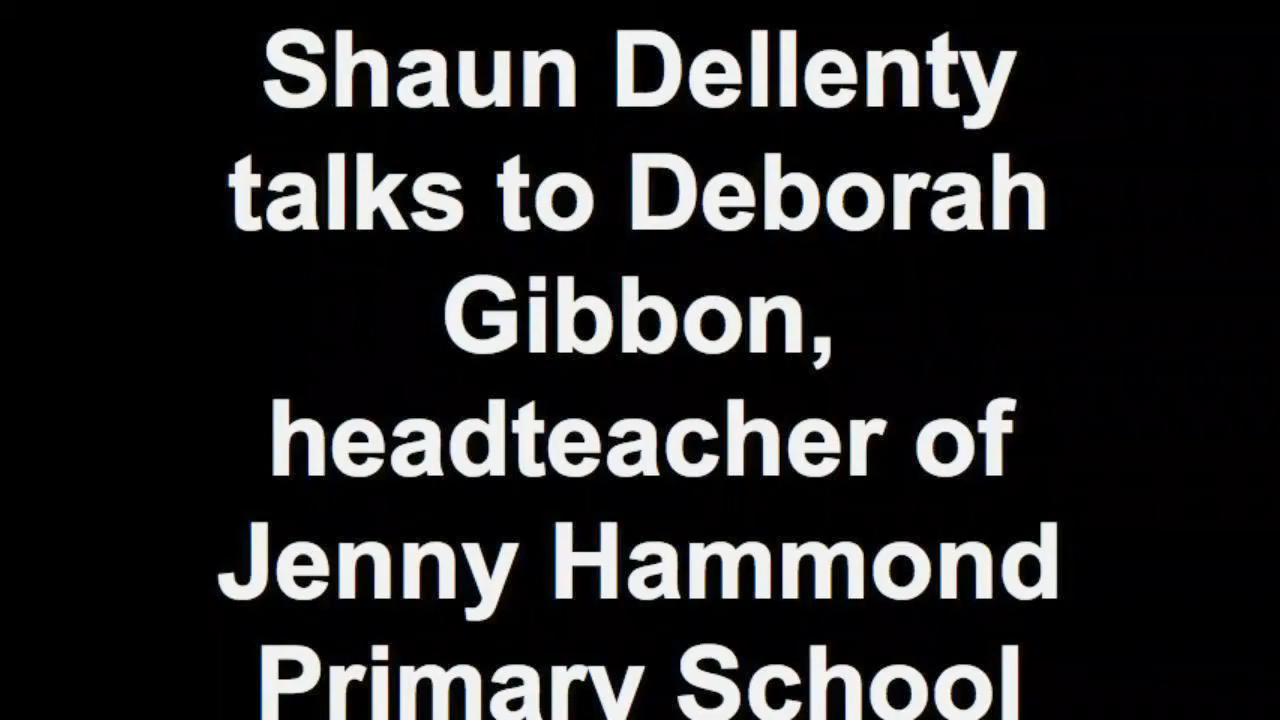 Shaun Dellenty
talks to Deborah
Gibbon,
headteacher of
Jenny Hammond
Primary School